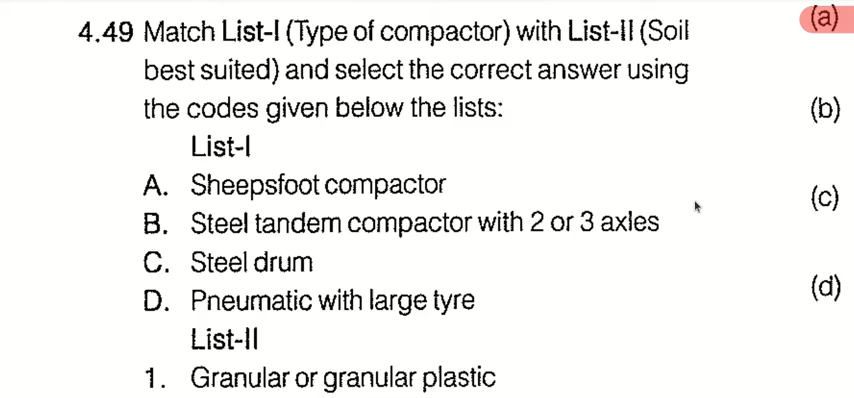 4.49 Match List-I (Type of compactor) with List-II (Soil
best suited) and select the correct answer using
the codes given below the lists:
List-I
A. Sheepsfoot compactor
B. Steel tandem compactor with 2 or 3 axles
C. Steel drum
D. Pneumatic with large tyre
List-II
1. Granular or granular plastic
(a)
(b)
(c)
(d)